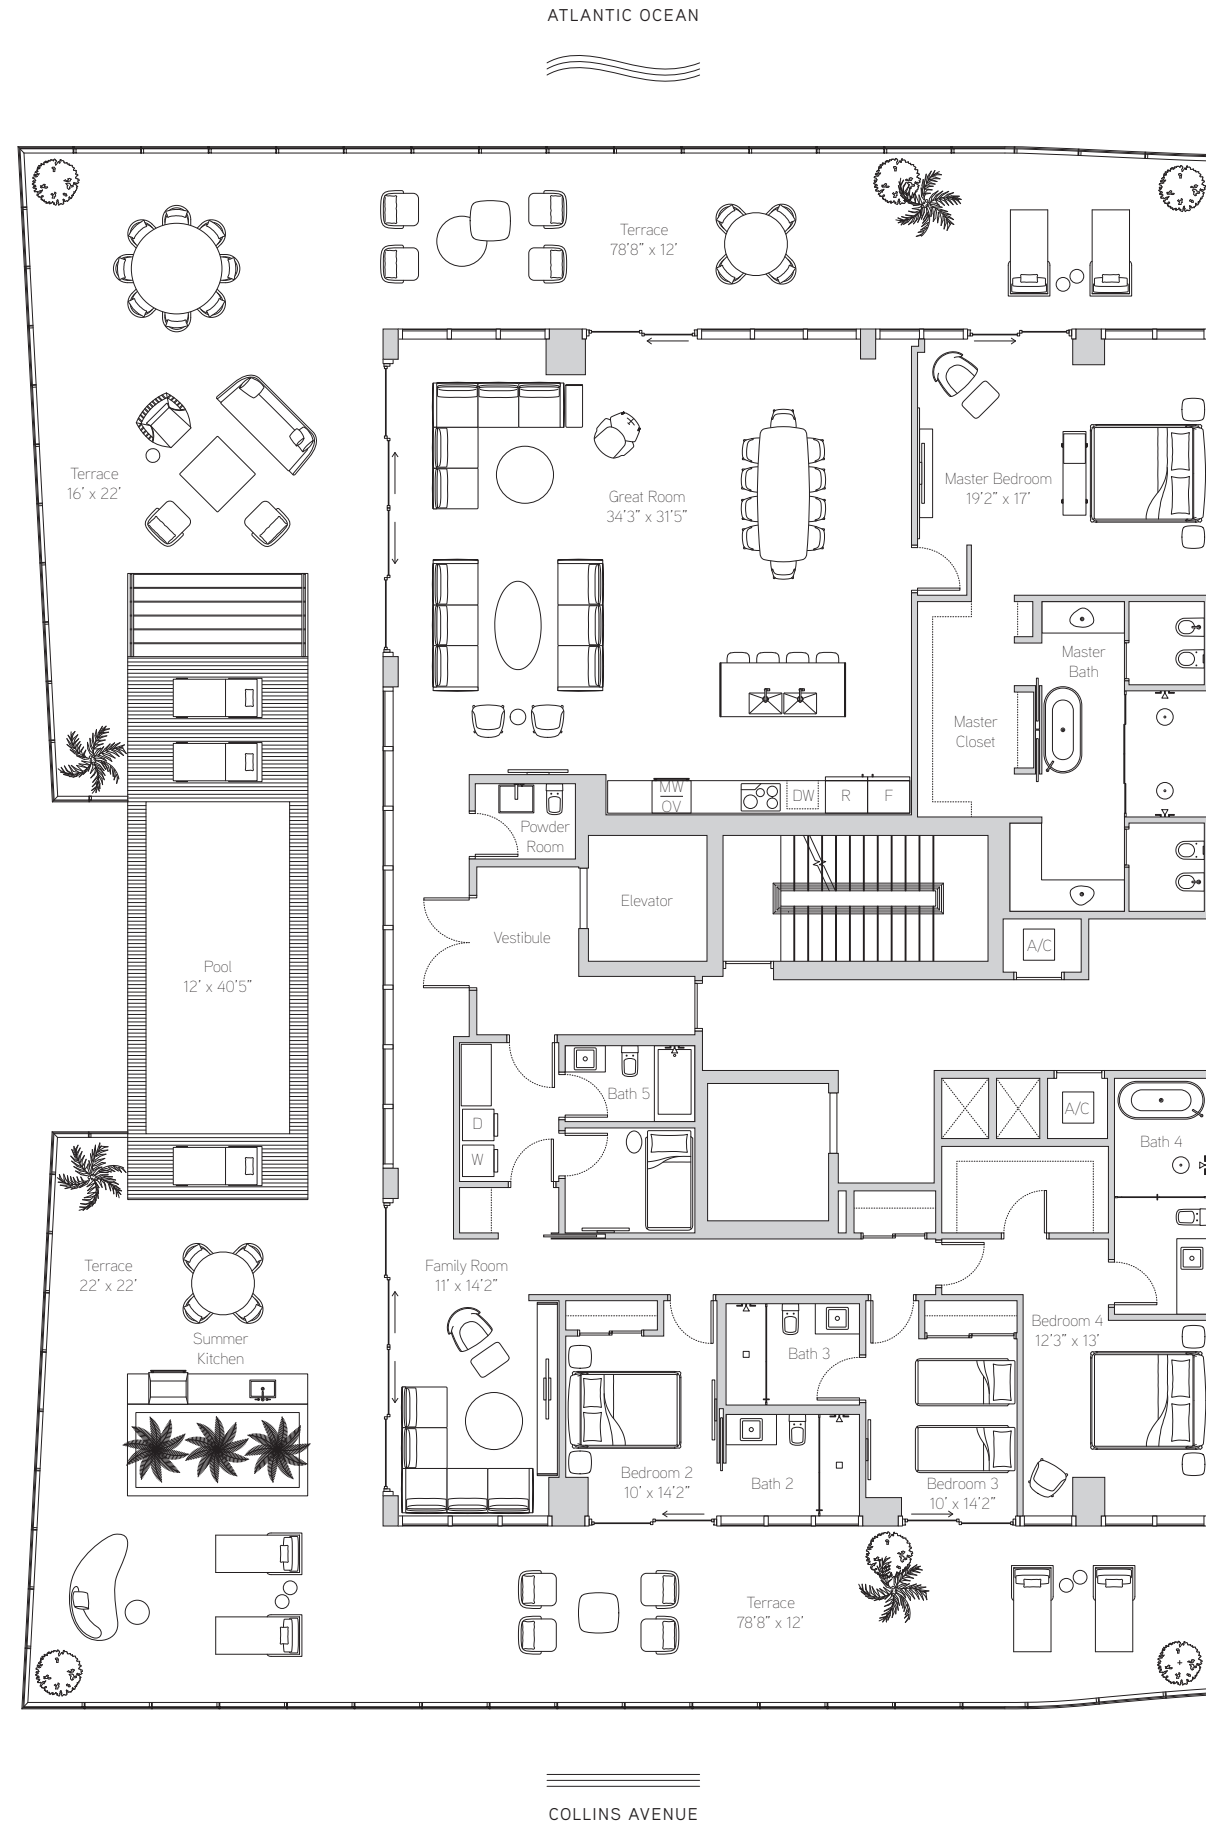 ATLANTIC OCEAN
Terrace
78'8" x 12'
Terrace
16' x 22'
Great Room
34'3" x 31'5"
Master Bedroom
19'2" x 17'
Master
Bath
Master
Closet
MW
OV
DW
R
F
Powder
Room
Elevator
Vestibule
A/C
Pool
12' x 40'5"
Bath 5
D
W
A/C
Bath 4
Terrace
22' x 22'
Family Room
11' x 14'2"
Summer
Kitchen
Bedroom 4
12'3" x 13'
Bath 3
Bedroom 2
10' x 14'2"
Bath 2
Bedroom 3
10' x 14'2"
Terrace
78'8" x 12'
COLLINS AVENUE